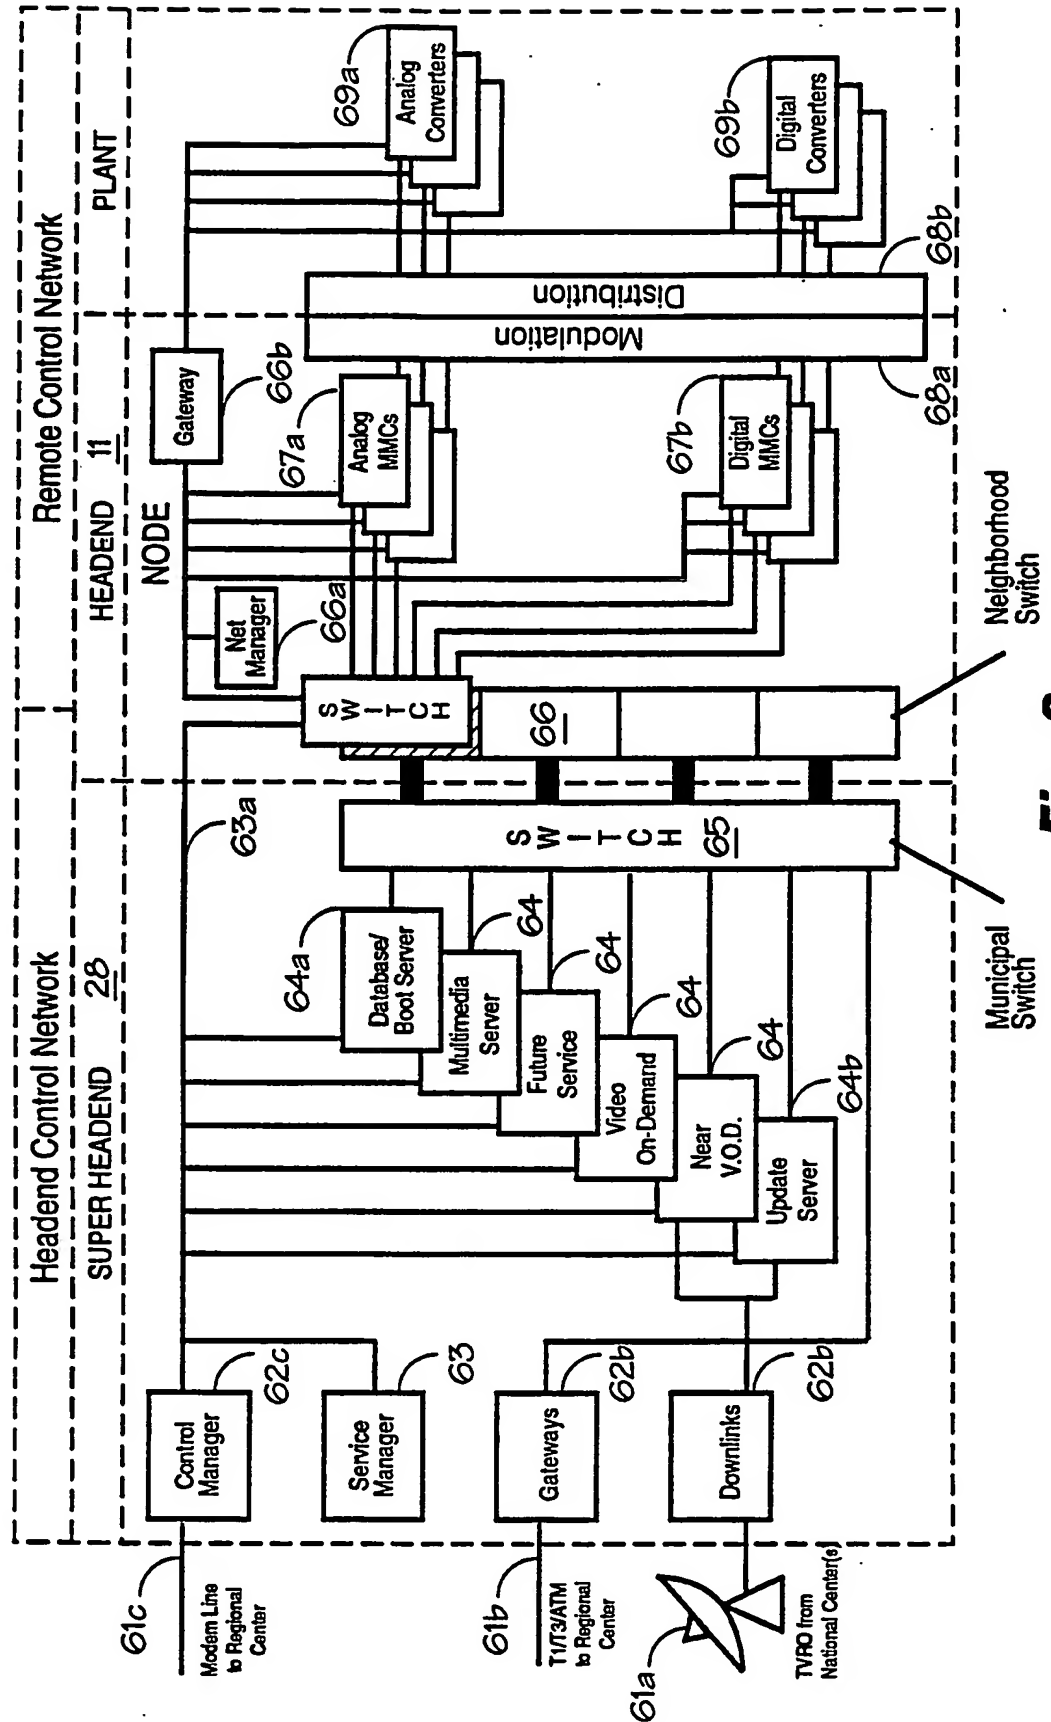 Headend Control Network
Remote Control Network
SUPER HEADEND 28
HEADEND 11
PLANT
NODE
61c
Modem Line
to Regional
Center
Control
Manager
62c
63a
Service
Manager
63
61b
T1/T3/ATM
to Regional
Center
Gateways
62b
61a
TVRO from
National Center(s)
Downlinks
62b
64a
Database/
Boot Server
Multimedia
Server
64
Future
Service
64
Video
On-Demand
64
Near
V.O.D.
64
Update
Server
64b
SWITCH
65
Municipal
Switch
SWITCH
66
Neighborhood
Switch
Net
Manager
66a
Gateway
66b
67a
Analog
MMCs
67b
Digital
MMCs
Modulation
68a
Distribution
68b
69a
Analog
Converters
69b
Digital
Converters